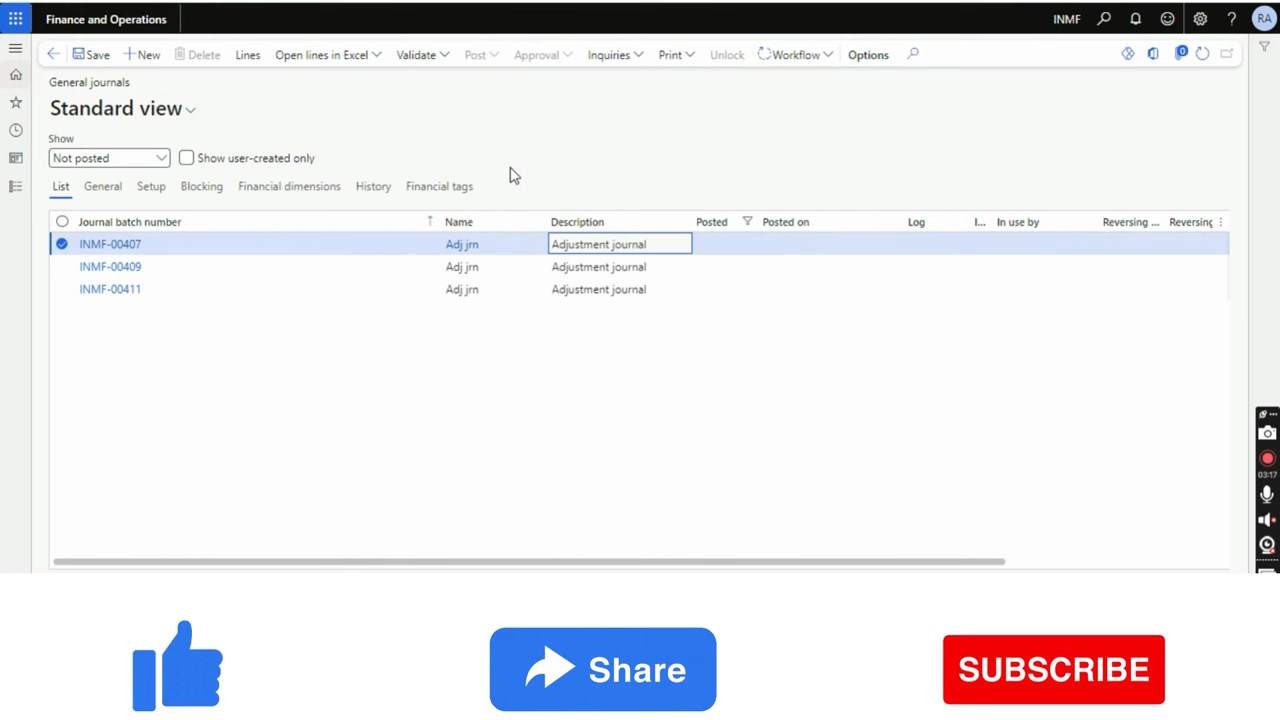 Finance and Operations INMF ? RA
Save New Delete Lines Open lines in Excel Validate Post Approval Inquiries Print Unlock Workflow Options 0
General journals
Standard view
Show
Not posted Show user-created only
List General Setup Blocking Financial dimensions History Financial tags
Journal batch number Name Description Posted Posted on Log I... In use by Reversing ... Reversing
INMF-00407 Adj jrn Adjustment journal
INMF-00409 Adj jrn Adjustment journal
INMF-00411 Adj jrn Adjustment journal
03:17
Share SUBSCRIBE